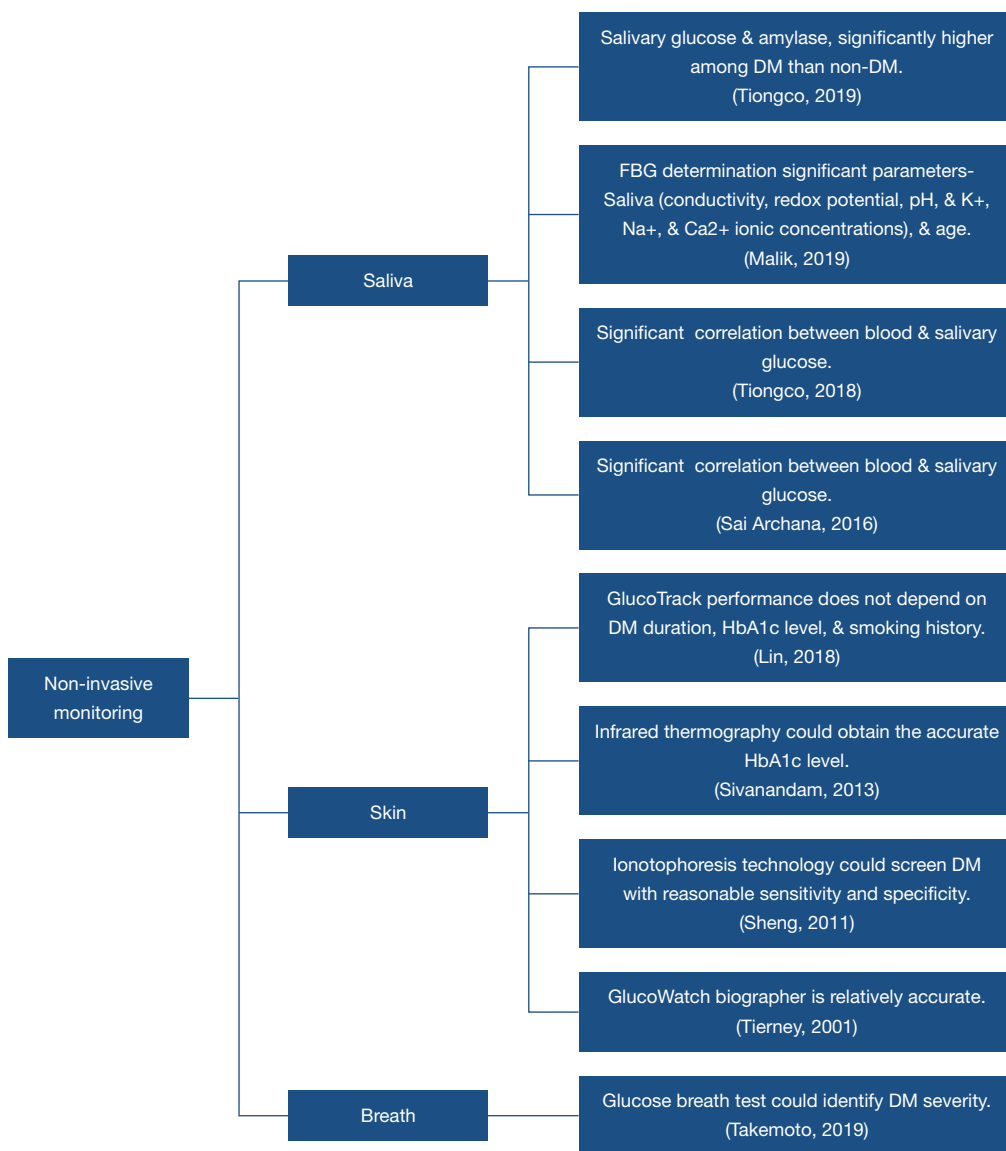 Non-invasive
monitoring
Saliva
Salivary glucose & amylase, significantly higher
among DM than non-DM.
(Tiongco, 2019)
FBG determination significant parameters-
Saliva (conductivity, redox potential, pH, & K+,
Na+, & Ca2+ ionic concentrations), & age.
(Malik, 2019)
Significant correlation between blood & salivary
glucose.
(Tiongco, 2018)
Significant correlation between blood & salivary
glucose.
(Sai Archana, 2016)
Skin
GlucoTrack performance does not depend on
DM duration, HbA1c level, & smoking history.
(Lin, 2018)
Infrared thermography could obtain the accurate
HbA1c level.
(Sivanandam, 2013)
Ionotophoresis technology could screen DM
with reasonable sensitivity and specificity.
(Sheng, 2011)
GlucoWatch biographer is relatively accurate.
(Tierney, 2001)
Breath
Glucose breath test could identify DM severity.
(Takemoto, 2019)